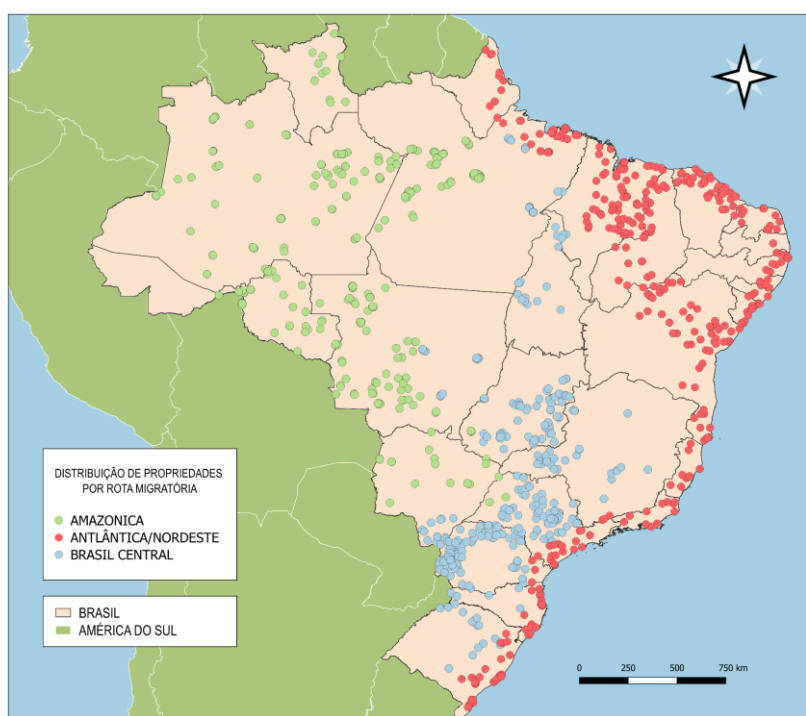 DISTRIBUIÇÃO DE PROPRIEDADES
POR ROTA MIGRATÓRIA
AMAZONICA
ANTLÂNTICA/NORDESTE
BRASIL CENTRAL
BRASIL
AMÉRICA DO SUL
0 250 500 750 km